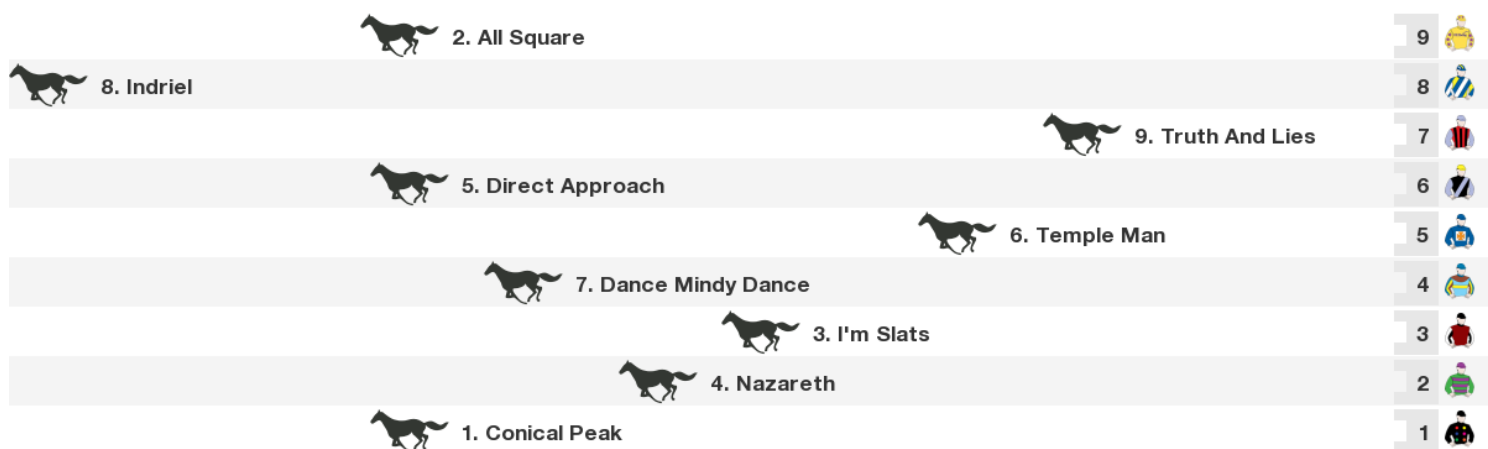 2. All Square 9
8. Indriel 8
9. Truth And Lies 7
5. Direct Approach 6
6. Temple Man 5
7. Dance Mindy Dance 4
3. I'm Slats 3
4. Nazareth 2
1. Conical Peak 1